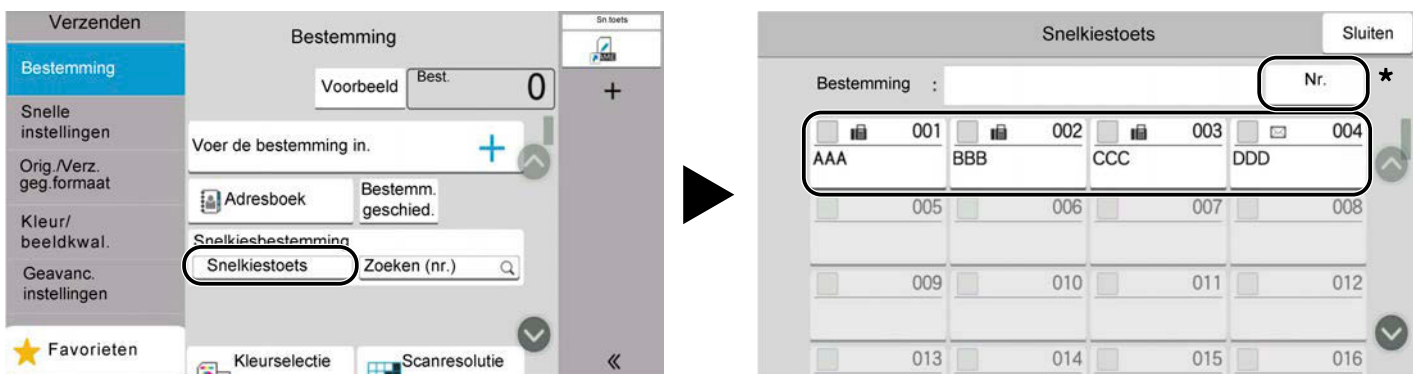 Verzenden
Bestemming
Snelle
instellingen
Orig./Verz.
geg.formaat
Kleur/
beeldkwal.
Geavanc.
instellingen
Favorieten
Bestemming
Voorbeeld
Best.
0
Voer de bestemming in.
+
Adresboek
Bestemm.
geschied.
Snelkiesbestemming
Snelkiestoets
Zoeken (nr.)
Kleurselectie
Scanresolutie
Sn.toets
+
«
Snelkiestoets
Sluiten
Bestemming :
Nr.
*
001 002 003 004
AAA BBB CCC DDD
005 006 007 008
009 010 011 012
013 014 015 016